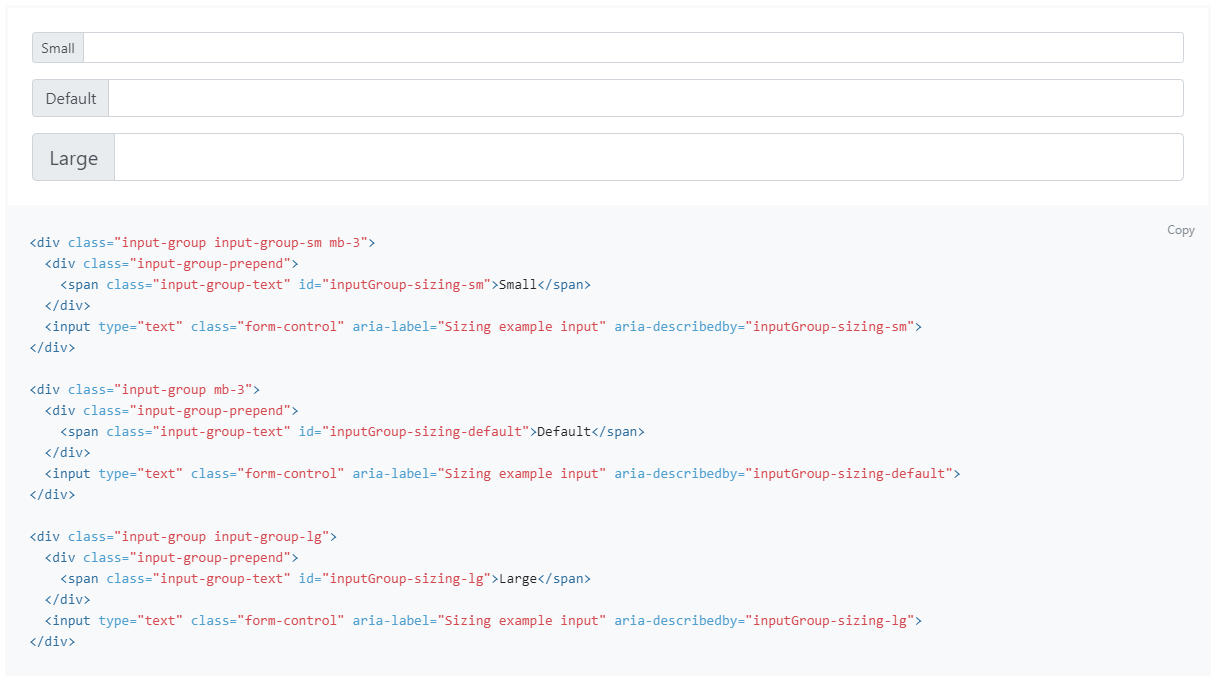 Small
Default
Large
Copy
<div class="input-group input-group-sm mb-3">
  <div class="input-group-prepend">
    <span class="input-group-text" id="inputGroup-sizing-sm">Small</span>
  </div>
  <input type="text" class="form-control" aria-label="Sizing example input" aria-describedby="inputGroup-sizing-sm">
</div>

<div class="input-group mb-3">
  <div class="input-group-prepend">
    <span class="input-group-text" id="inputGroup-sizing-default">Default</span>
  </div>
  <input type="text" class="form-control" aria-label="Sizing example input" aria-describedby="inputGroup-sizing-default">
</div>

<div class="input-group input-group-lg">
  <div class="input-group-prepend">
    <span class="input-group-text" id="inputGroup-sizing-lg">Large</span>
  </div>
  <input type="text" class="form-control" aria-label="Sizing example input" aria-describedby="inputGroup-sizing-lg">
</div>